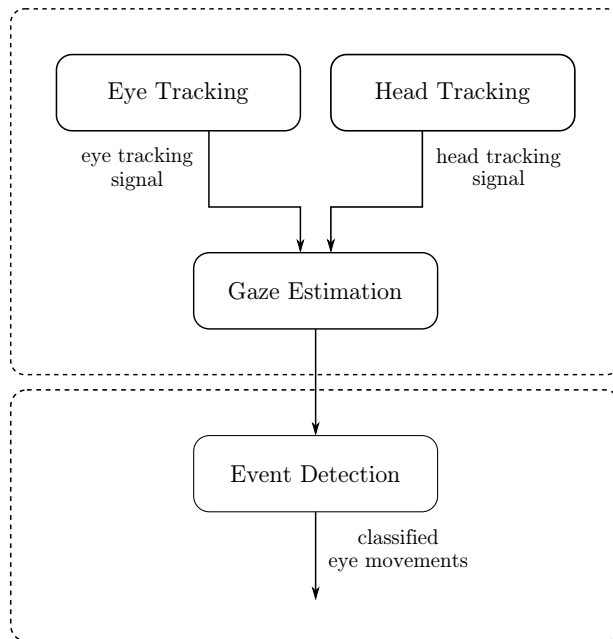 Eye Tracking
Head Tracking
eye tracking
signal
head tracking
signal
Gaze Estimation
Event Detection
classified
eye movements